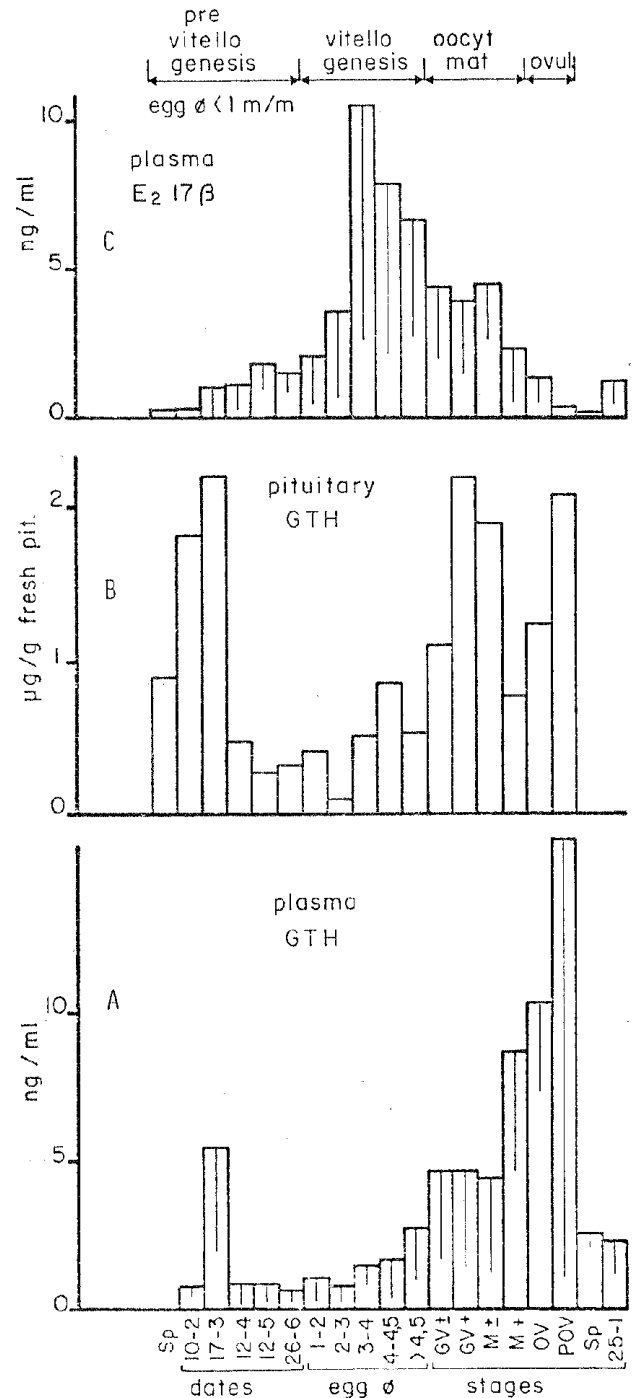 pre
vitello
genesis
vitello
genesis
oocyt
mat
ovul
egg ø < 1 m/m
10
5
0
ng/ml
plasma
E₂ 17β
C
2
1
0
µg/g fresh pit.
pituitary
GTH
B
10
5
0
ng/ml
plasma
GTH
A
Sp
10-2
17-3
12-4
12-5
26-6
1-2
2-3
3-4
4-4,5
>4,5
GV±
GV+
M±
M+
OV
POV
Sp
25-1
dates
egg ø
stages